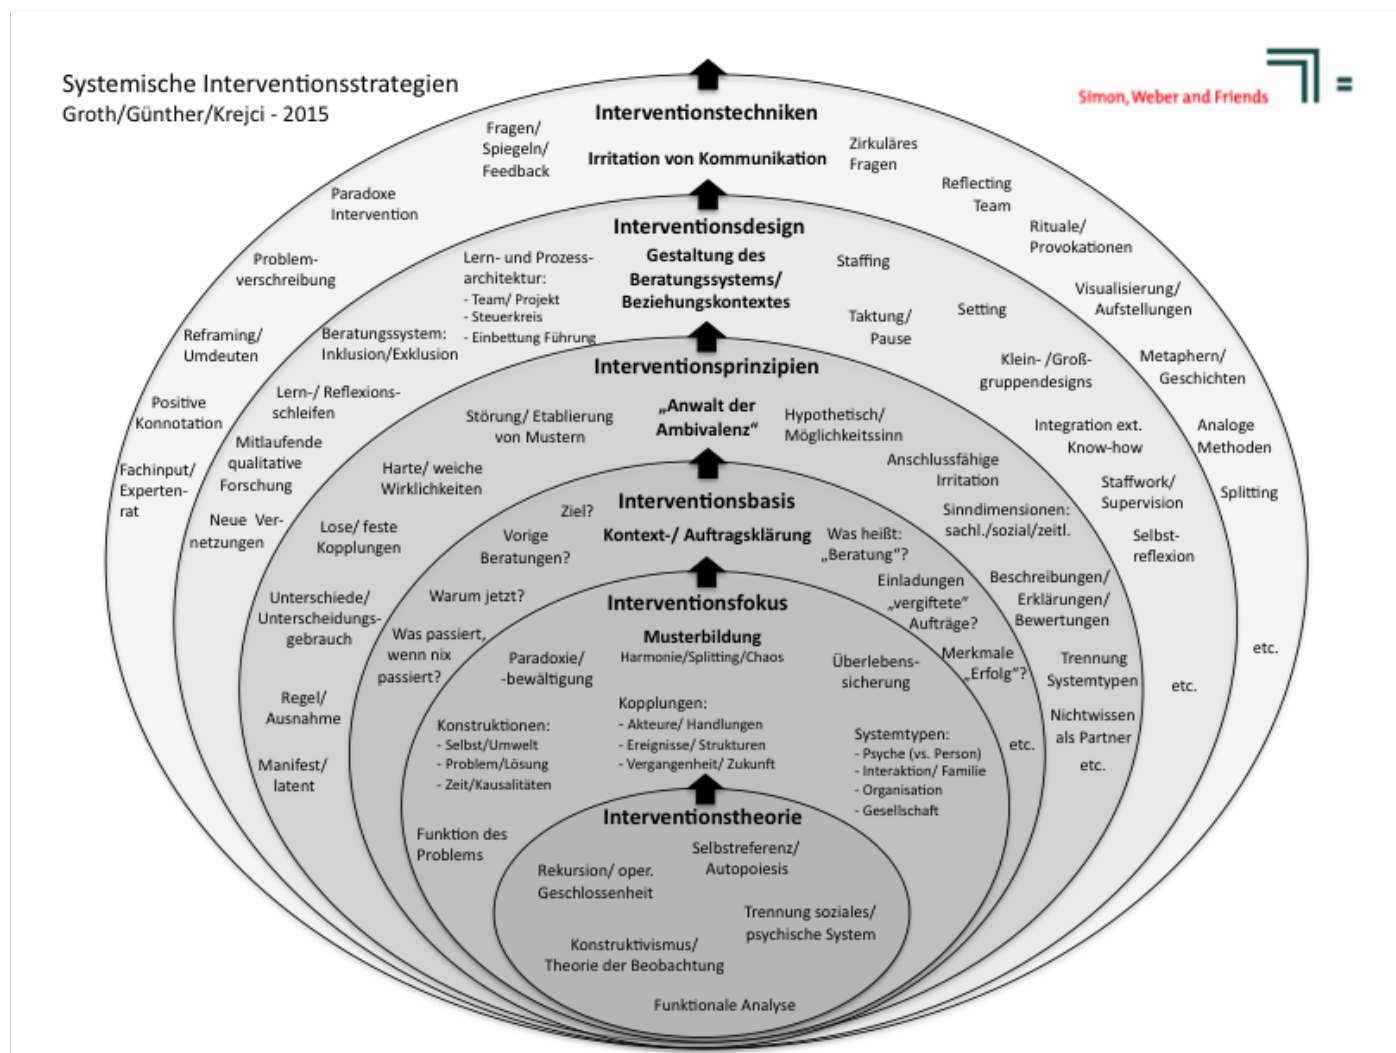 Systemische Interventionsstrategien
Groth/Günther/Krejci - 2015
Simon, Weber and Friends
Interventionstechniken
Irritation von Kommunikation
Fragen/
Spiegeln/
Feedback
Zirkuläres
Fragen
Paradoxe
Intervention
Reflecting
Team
Rituale/
Provokationen
Problem-
verschreibung
Visualisierung/
Aufstellungen
Reframing/
Umdeuten
Metaphern/
Geschichten
Positive
Konnotation
Analoge
Methoden
Fachinput/
Experten-
rat
Splitting
etc.
Interventionsdesign
Gestaltung des
Beratungssystems/
Beziehungskontextes
Lern- und Prozess-
architektur:
- Team/ Projekt
- Steuerkreis
- Einbettung Führung
Staffing
Setting
Taktung/
Pause
Beratungssystem:
Inklusion/Exklusion
Klein- /Groß-
gruppendesigns
Lern-/ Reflexions-
schleifen
Integration ext.
Know-how
Mitlaufende
qualitative
Forschung
Staffwork/
Supervision
Neue Ver-
netzungen
Selbst-
reflexion
etc.
Interventionsprinzipien
„Anwalt der
Ambivalenz“
Störung/ Etablierung
von Mustern
Hypothetisch/
Möglichkeitssinn
Harte/ weiche
Wirklichkeiten
Anschlussfähige
Irritation
Lose/ feste
Kopplungen
Sinndimensionen:
sachl./sozial/zeitl.
Unterschiede/
Unterscheidungs-
gebrauch
Beschreibungen/
Erklärungen/
Bewertungen
Regel/
Ausnahme
Trennung
Systemtypen
Manifest/
latent
Nichtwissen
als Partner
etc.
Interventionsbasis
Kontext-/ Auftragsklärung
Ziel?
Vorige
Beratungen?
Was heißt:
„Beratung“?
Warum jetzt?
Einladungen
„vergiftete“
Aufträge?
Was passiert,
wenn nix
passiert?
Merkmale
„Erfolg“?
etc.
Interventionsfokus
Musterbildung
Harmonie/Splitting/Chaos
Paradoxie/
-bewältigung
Überlebens-
sicherung
Konstruktionen:
- Selbst/Umwelt
- Problem/Lösung
- Zeit/Kausalitäten
Kopplungen:
- Akteure/ Handlungen
- Ereignisse/ Strukturen
- Vergangenheit/ Zukunft
Systemtypen:
- Psyche (vs. Person)
- Interaktion/ Familie
- Organisation
- Gesellschaft
Funktion des
Problems
Interventionstheorie
Selbstreferenz/
Autopoiesis
Rekursion/ oper.
Geschlossenheit
Trennung soziales/
psychische System
Konstruktivismus/
Theorie der Beobachtung
Funktionale Analyse